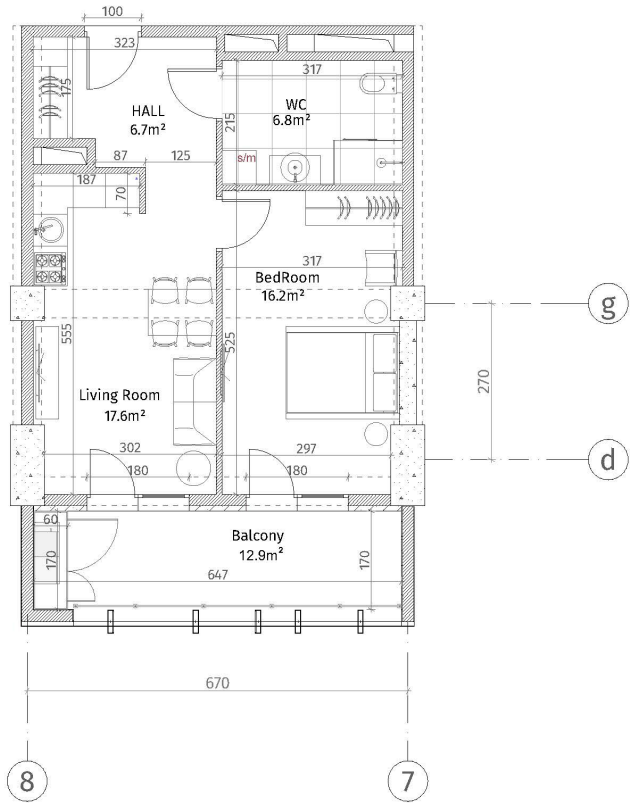 100
323
317
175
HALL
6.7m²
WC
6.8m²
215
87
125
s/m
187
70
317
BedRoom
16.2m²
g
555
525
270
Living Room
17.6m²
d
302
297
180
180
60
Balcony
12.9m²
170
170
647
670
8
7